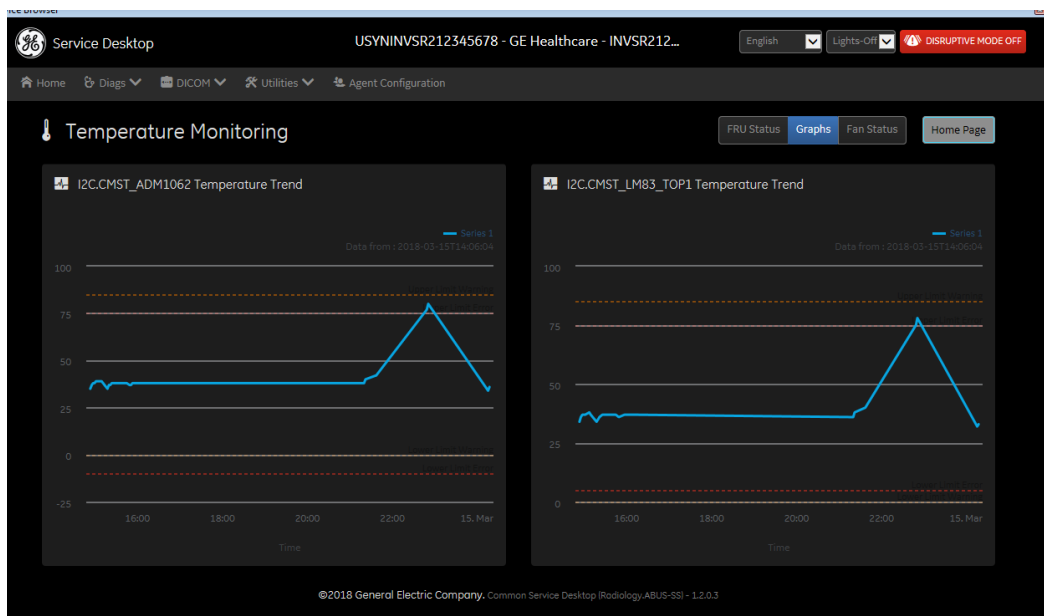 ice Browser
GE
Service Desktop
USYNINVSR212345678 - GE Healthcare - INVSR212...
English
Lights-Off
DISRUPTIVE MODE OFF
Home
Diags
DICOM
Utilities
Agent Configuration
Temperature Monitoring
FRU Status
Graphs
Fan Status
Home Page
I2C.CMST_ADM1062 Temperature Trend
Series 1
Data from : 2018-03-15T14:06:04
100
75
50
25
0
-25
16:00
18:00
20:00
22:00
15. Mar
Time
I2C.CMST_LM83_TOP1 Temperature Trend
Series 1
Data from : 2018-03-15T14:06:04
100
75
50
25
0
16:00
18:00
20:00
22:00
15. Mar
Time
©2018 General Electric Company. Common Service Desktop (Radiology.ABUS-SS) - 1.2.0.3